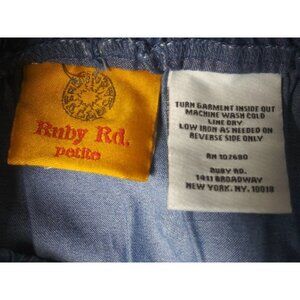 Ruby Rd.
petite
TURN GARMENT INSIDE OUT
MACHINE WASH COLD
LINE DRY
LOW IRON AS NEEDED ON
REVERSE SIDE ONLY
RN 102680
RUBY RD.
1411 BROADWAY
NEW YORK, NY. 10018